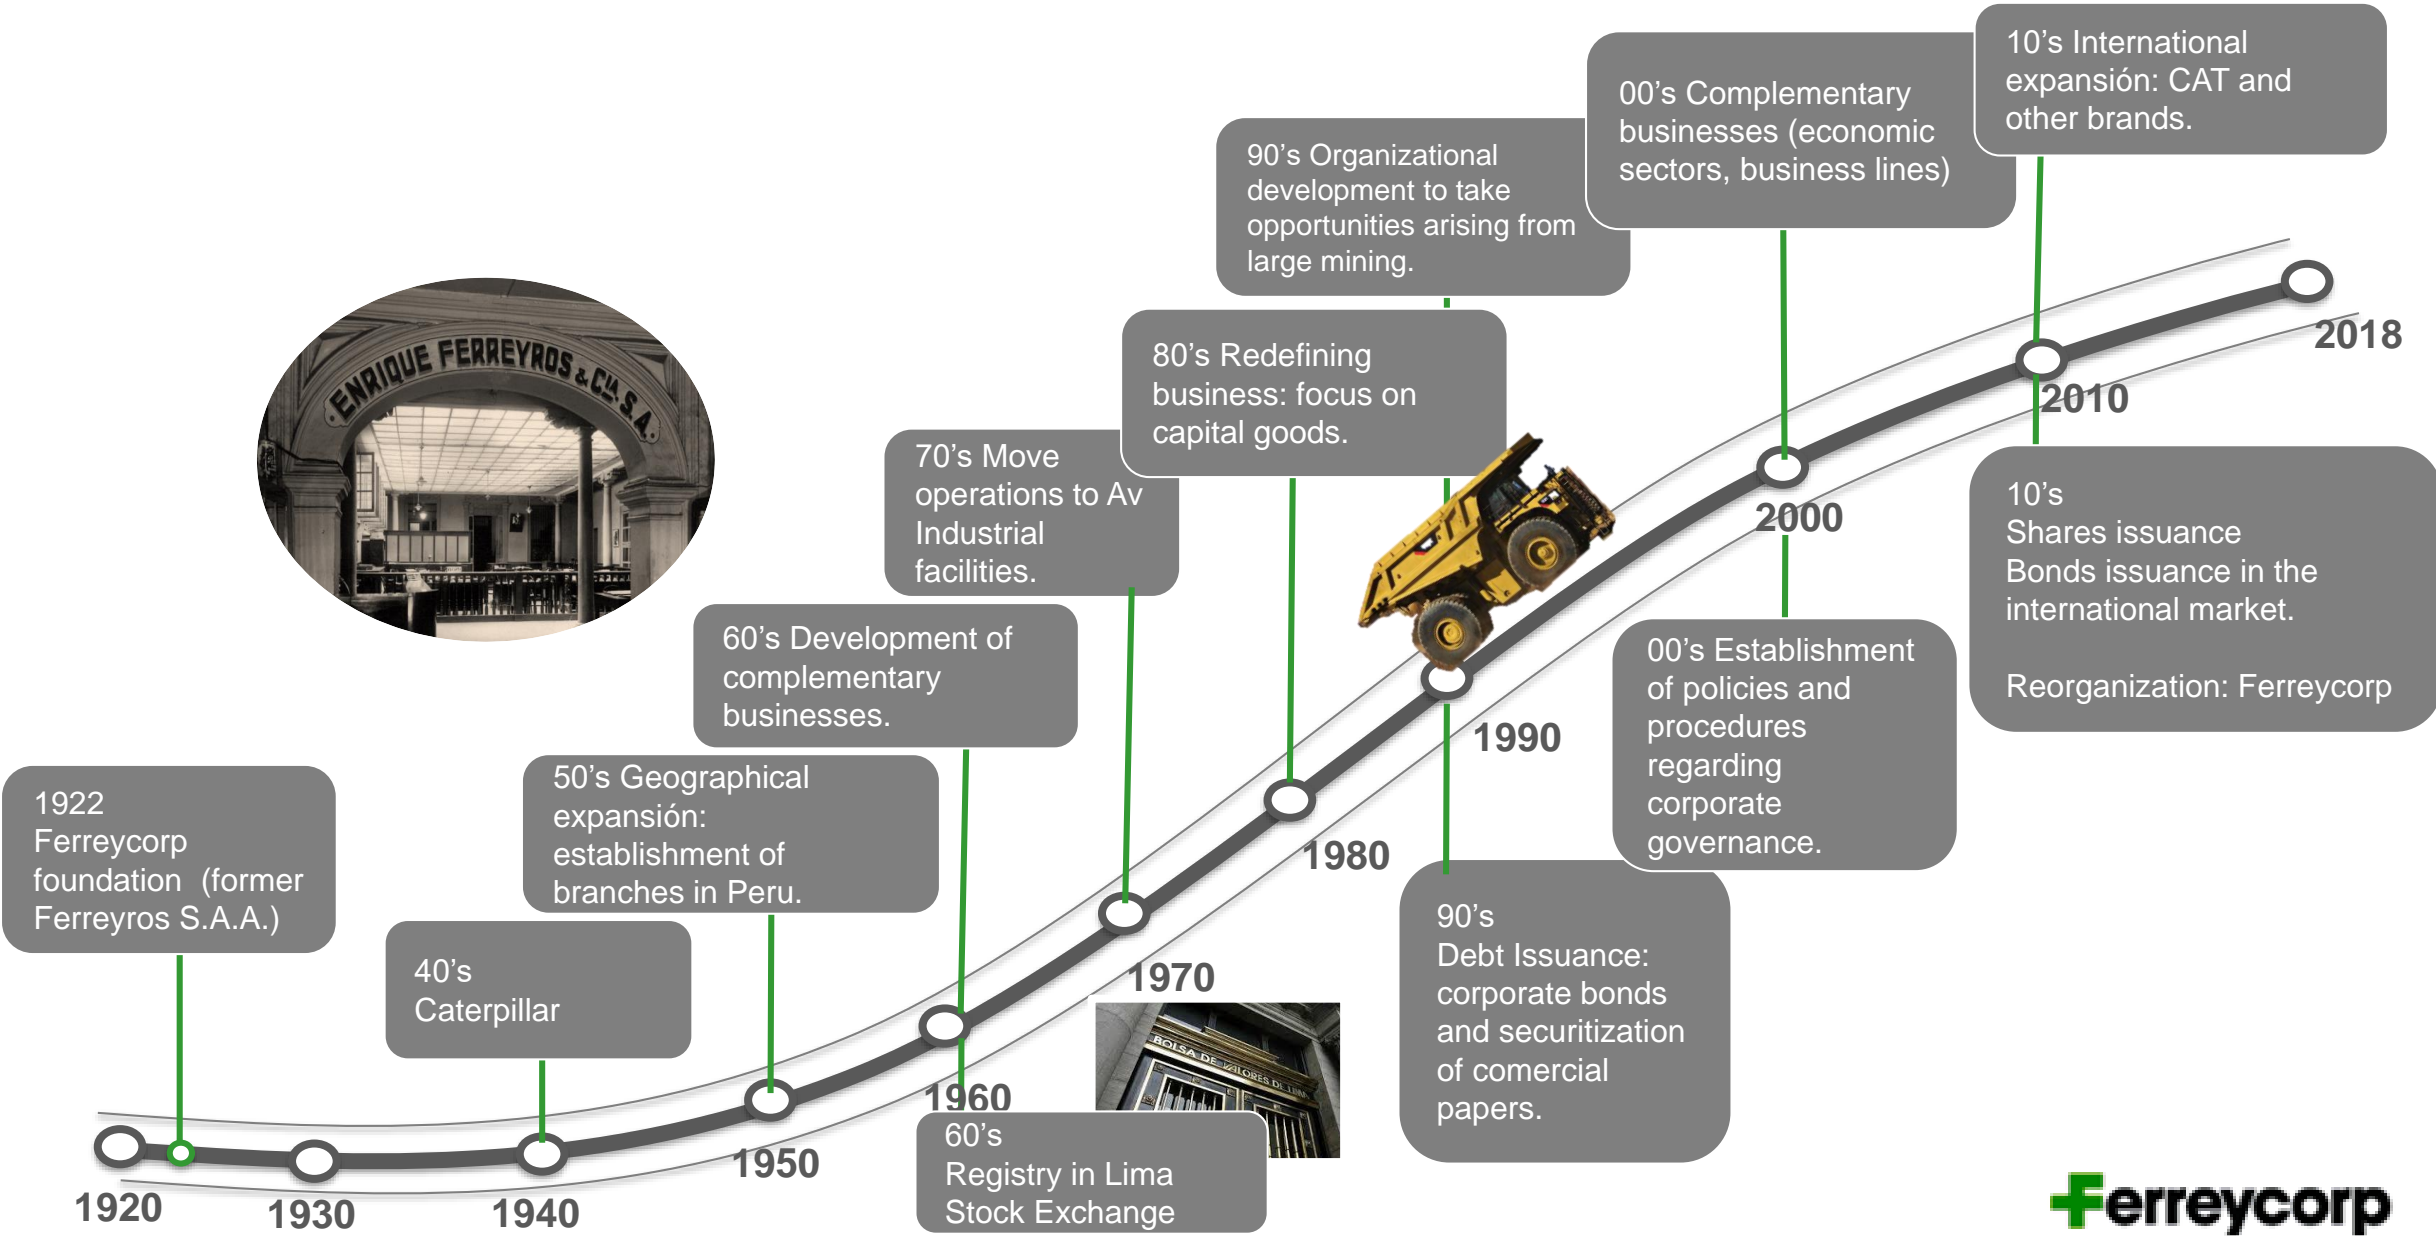 10’s International
expansión: CAT and
other brands.
00’s Complementary
businesses (economic
sectors, business lines)
90’s Organizational
development to take
opportunities arising from
large mining.
80’s Redefining
business: focus on
capital goods.
70’s Move
operations to Av
Industrial
facilities.
60’s Development of
complementary
businesses.
50’s Geographical
expansión:
establishment of
branches in Peru.
40’s
Caterpillar
1922
Ferreycorp
foundation (former
Ferreyros S.A.A.)
ENRIQUE FERREYROS & CIA. S.A.
1920
1930
1940
1950
1960
1970
1980
1990
2000
2010
2018
BOLSA DE VALORES DE LIMA
60’s
Registry in Lima
Stock Exchange
90’s
Debt Issuance:
corporate bonds
and securitization
of comercial
papers.
00’s Establishment
of policies and
procedures
regarding
corporate
governance.
10’s
Shares issuance
Bonds issuance in the
international market.
Reorganization: Ferreycorp
Ferreycorp